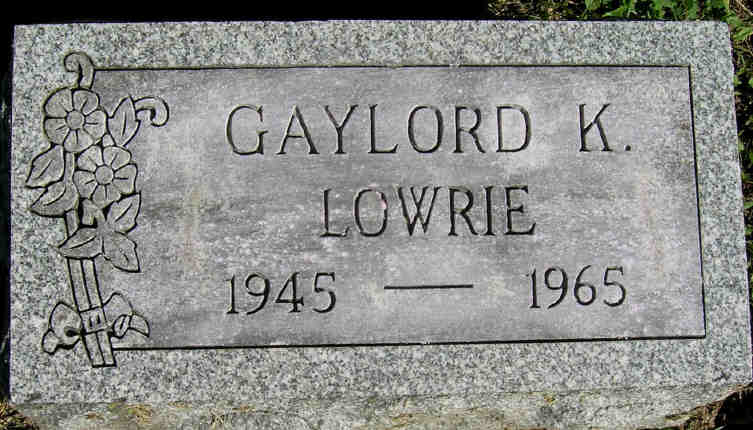 GAYLORD K.
LOWRIE
1945 — 1965